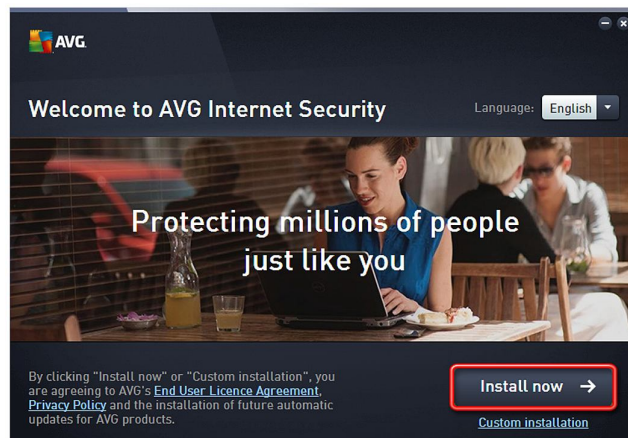 AVG
Welcome to AVG Internet Security
Language: English
Protecting millions of people
just like you
By clicking "Install now" or "Custom installation", you
are agreeing to AVG's End User Licence Agreement,
Privacy Policy and the installation of future automatic
updates for AVG products.
Install now
Custom installation